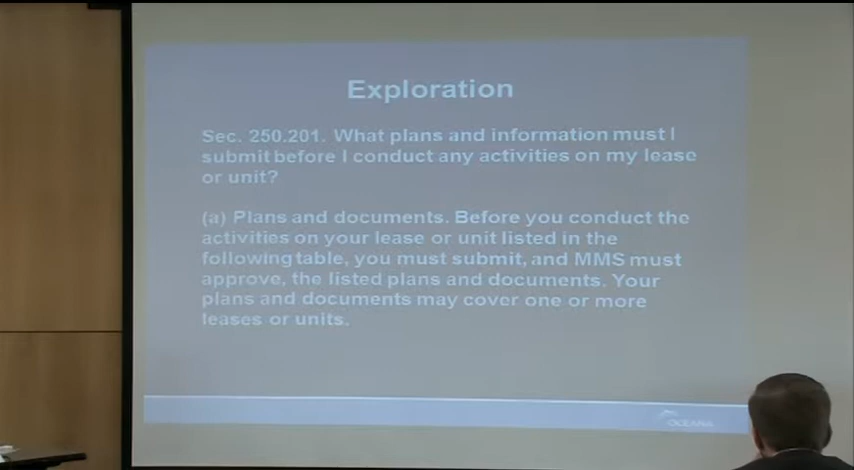 Exploration
Sec. 250.201. What plans and information must I
submit before I conduct any activities on my lease
or unit?
(a) Plans and documents. Before you conduct the
activities on your lease or unit listed in the
following table, you must submit, and MMS must
approve, the listed plans and documents. Your
plans and documents may cover one or more
leases or units.
OCEANA